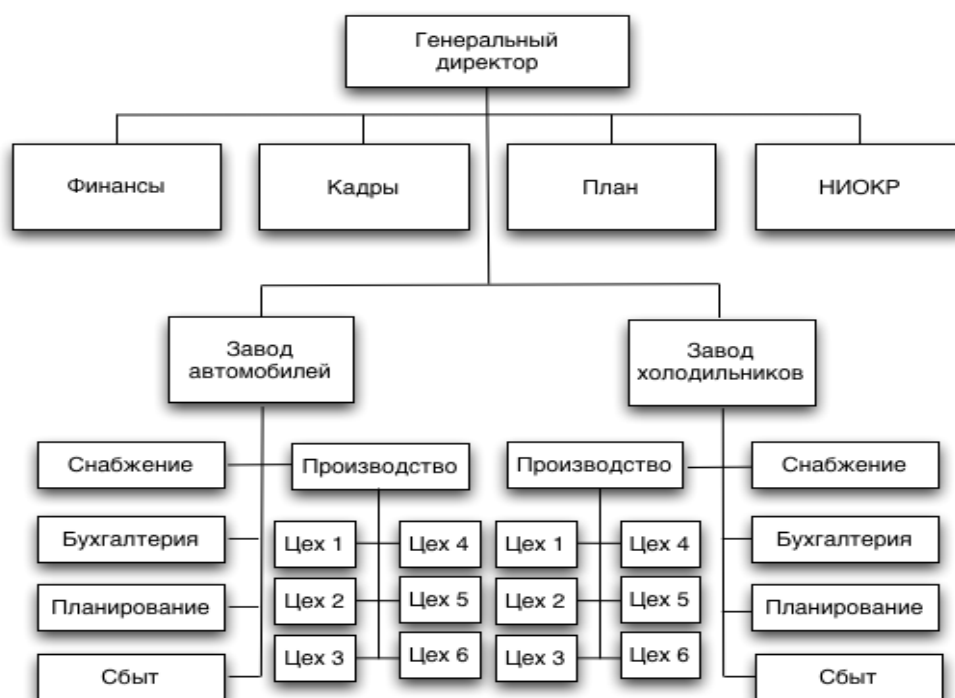 Генеральный
директор
Финансы
Кадры
План
НИОКР
Завод
автомобилей
Завод
холодильников
Снабжение
Производство
Производство
Снабжение
Бухгалтерия
Цех 1
Цех 4
Цех 1
Цех 4
Бухгалтерия
Планирование
Цех 2
Цех 5
Цех 2
Цех 5
Планирование
Сбыт
Цех 3
Цех 6
Цех 3
Цех 6
Сбыт